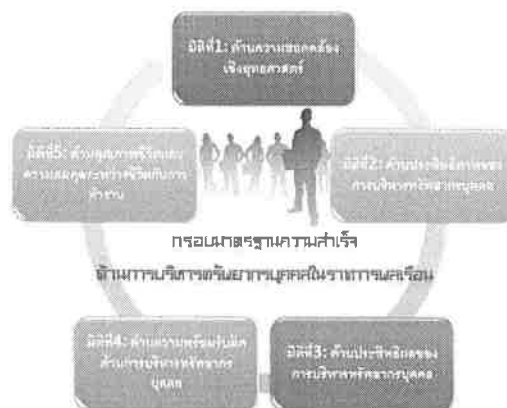 มิติที่1: ด้านความสอดคล้อง
เชิงยุทธศาสตร์
มิติที่5: ด้านคุณภาพชีวิตและ
ความสมดุลระหว่างชีวิตกับการ
ทำงาน
มิติที่2: ด้านประสิทธิภาพของ
การบริหารทรัพยากรบุคคล
กรอบมาตรฐานความสำเร็จ
ด้านการบริหารทรัพยากรบุคคลในราชการพลเรือน
มิติที่4: ด้านความพร้อมรับผิด
ด้านการบริหารทรัพยากร
บุคคล
มิติที่3: ด้านประสิทธิผลของ
การบริหารทรัพยากรบุคคล